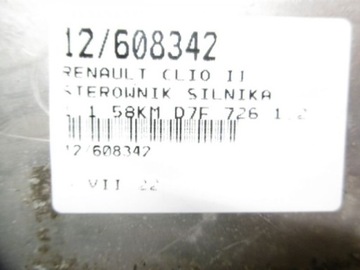 12/608342
RENAULT CLIO II
STEROWNIK SILNIKA
1 58KM D7F 726 1.2
12/608342
VII 22